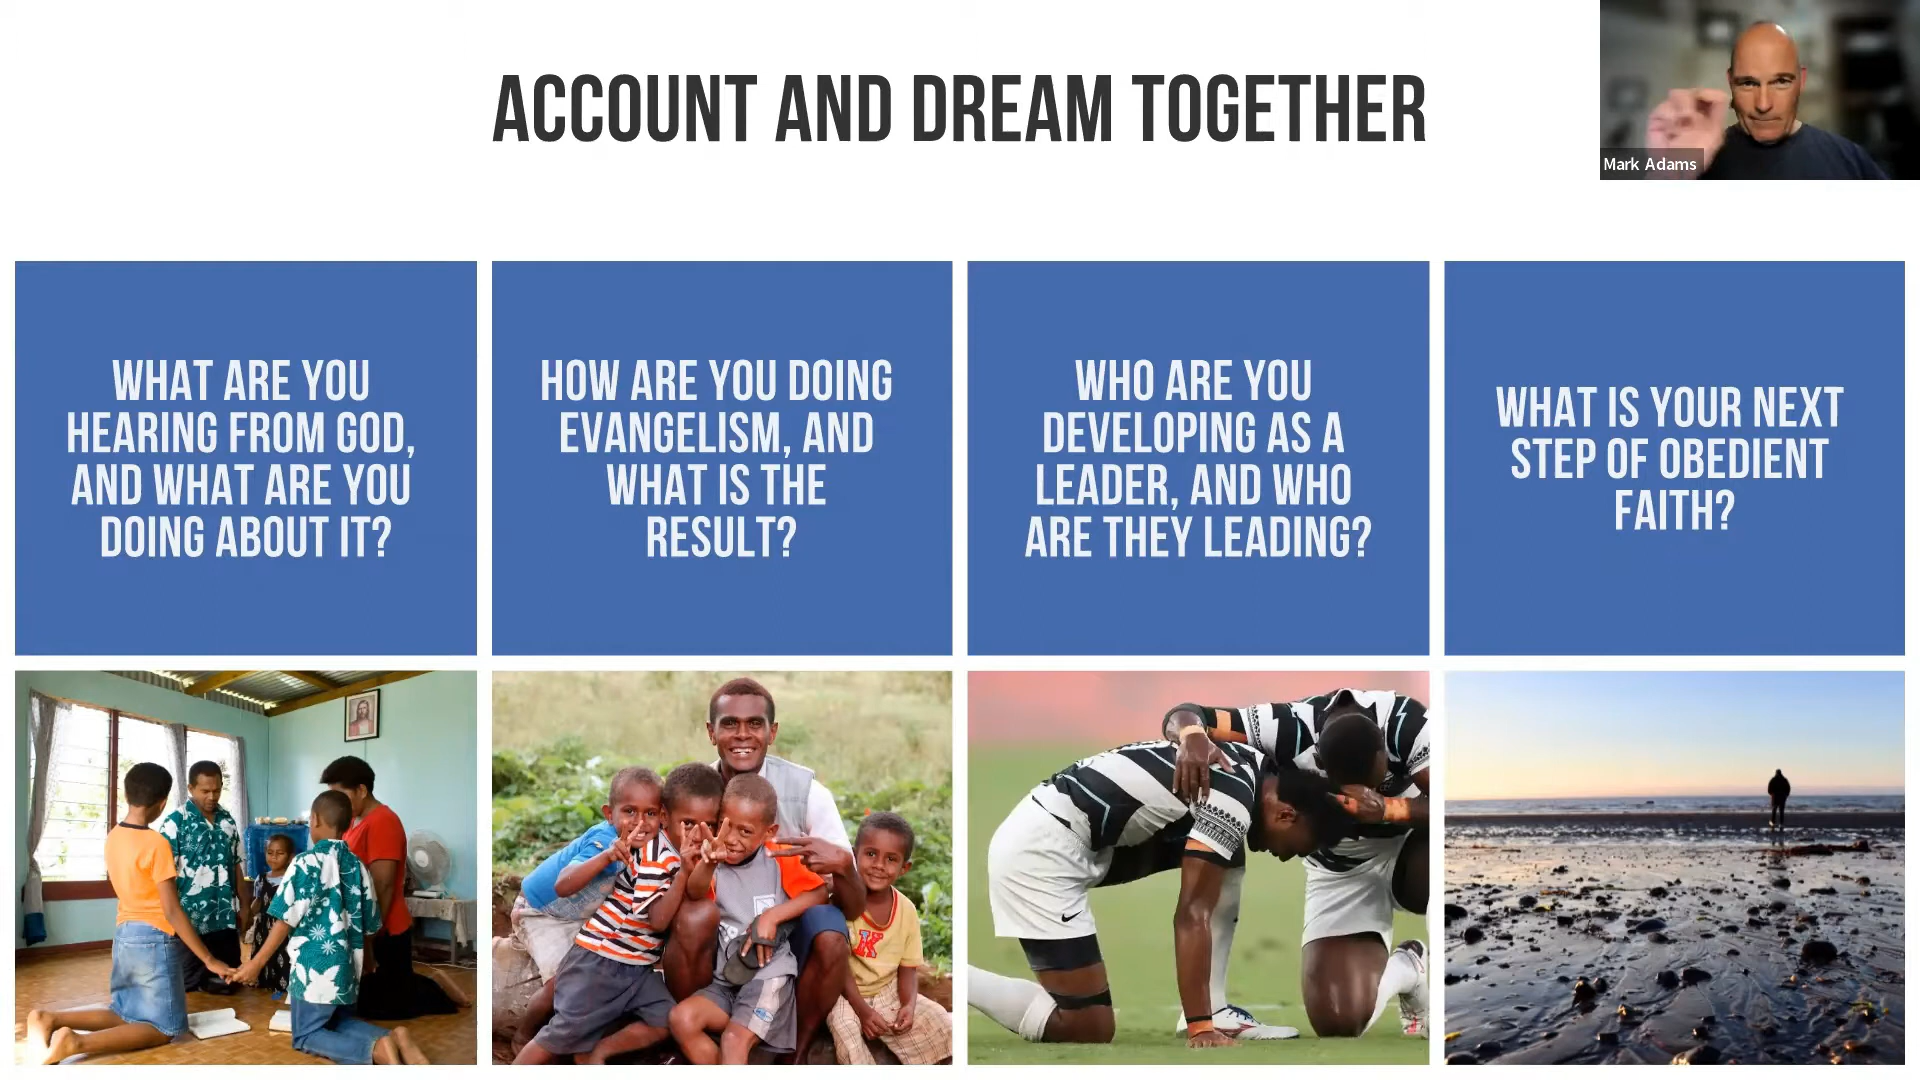 ACCOUNT AND DREAM TOGETHER
Mark Adams
WHAT ARE YOU
HEARING FROM GOD,
AND WHAT ARE YOU
DOING ABOUT IT?
HOW ARE YOU DOING
EVANGELISM, AND
WHAT IS THE
RESULT?
WHO ARE YOU
DEVELOPING AS A
LEADER, AND WHO
ARE THEY LEADING?
WHAT IS YOUR NEXT
STEP OF OBEDIENT
FAITH?
K